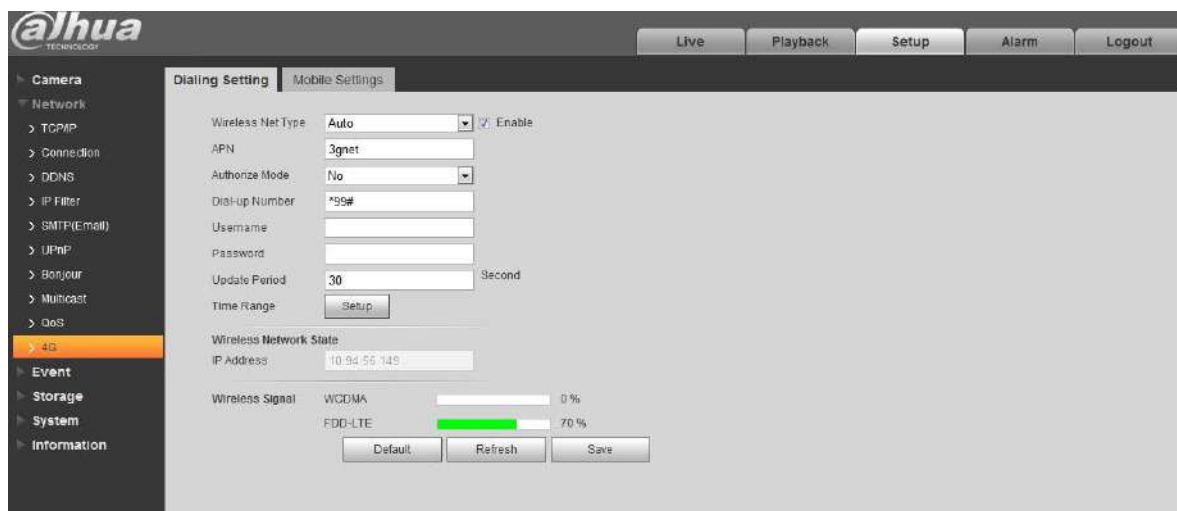 alhua
TECHNOLOGY
Live
Playback
Setup
Alarm
Logout
Camera
Network
TCP/IP
Connection
DDNS
IP Filter
SMTP(Email)
UPnP
Bonjour
Multicast
QoS
4G
Event
Storage
System
Information
Dialing Setting
Mobile Settings
Wireless Net Type Auto Enable
APN 3gnet
Authorize Mode No
Dial-up Number *99#
Username
Password
Update Period 30 Second
Time Range Setup
Wireless Network State
IP Address 10.94.56.149
Wireless Signal WCDMA 0 %
FDD-LTE 70 %
Default Refresh Save